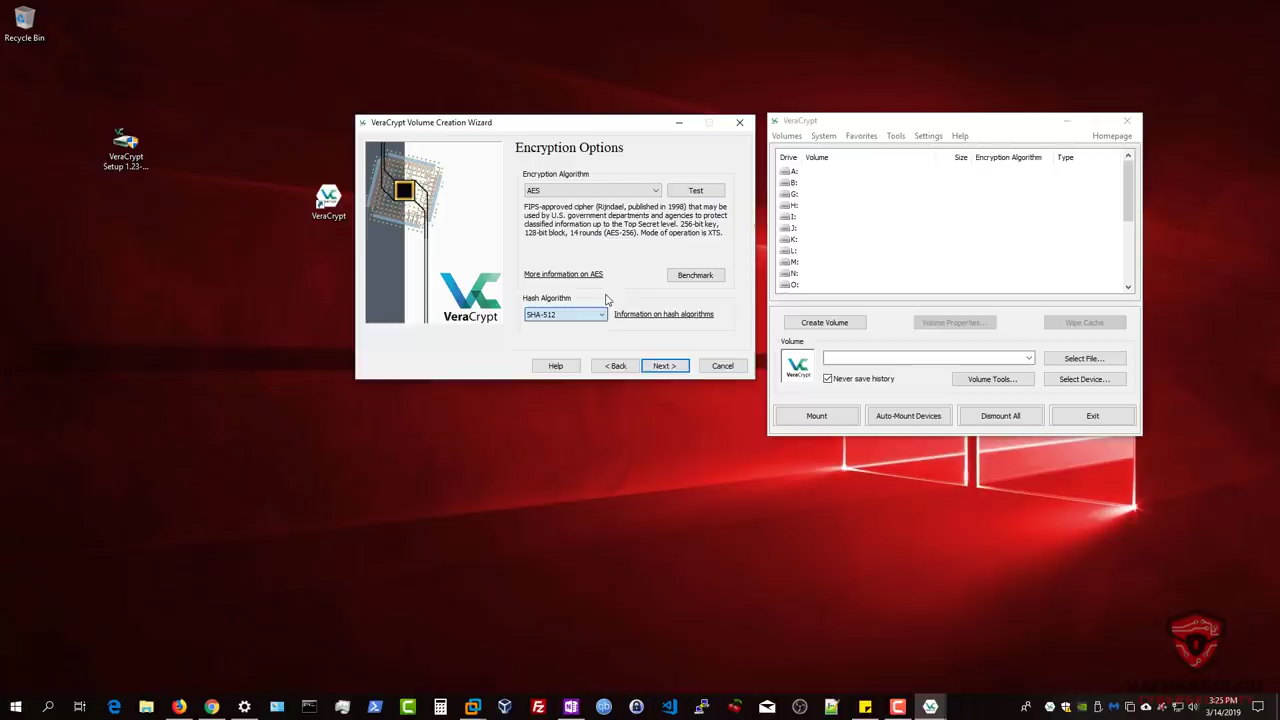 Recycle Bin
VeraCrypt
Setup 1.23-...
VeraCrypt
VeraCrypt Volume Creation Wizard
VeraCrypt
Encryption Options
Encryption Algorithm
AES
Test
FIPS-approved cipher (Rijndael, published in 1998) that may be
used by U.S. government departments and agencies to protect
classified information up to the Top Secret level. 256-bit key,
128-bit block, 14 rounds (AES-256). Mode of operation is XTS.
More information on AES
Benchmark
Hash Algorithm
SHA-512
Information on hash algorithms
Help
< Back
Next >
Cancel
VeraCrypt
Volumes System Favorites Tools Settings Help Homepage
Drive Volume Size Encryption Algorithm Type
A:
B:
G:
H:
I:
J:
K:
L:
M:
N:
O:
Create Volume
Volume Properties...
Wipe Cache
Volume
VeraCrypt
Select File...
Never save history
Volume Tools...
Select Device...
Mount
Auto-Mount Devices
Dismount All
Exit
3:25 PM
3/14/2019